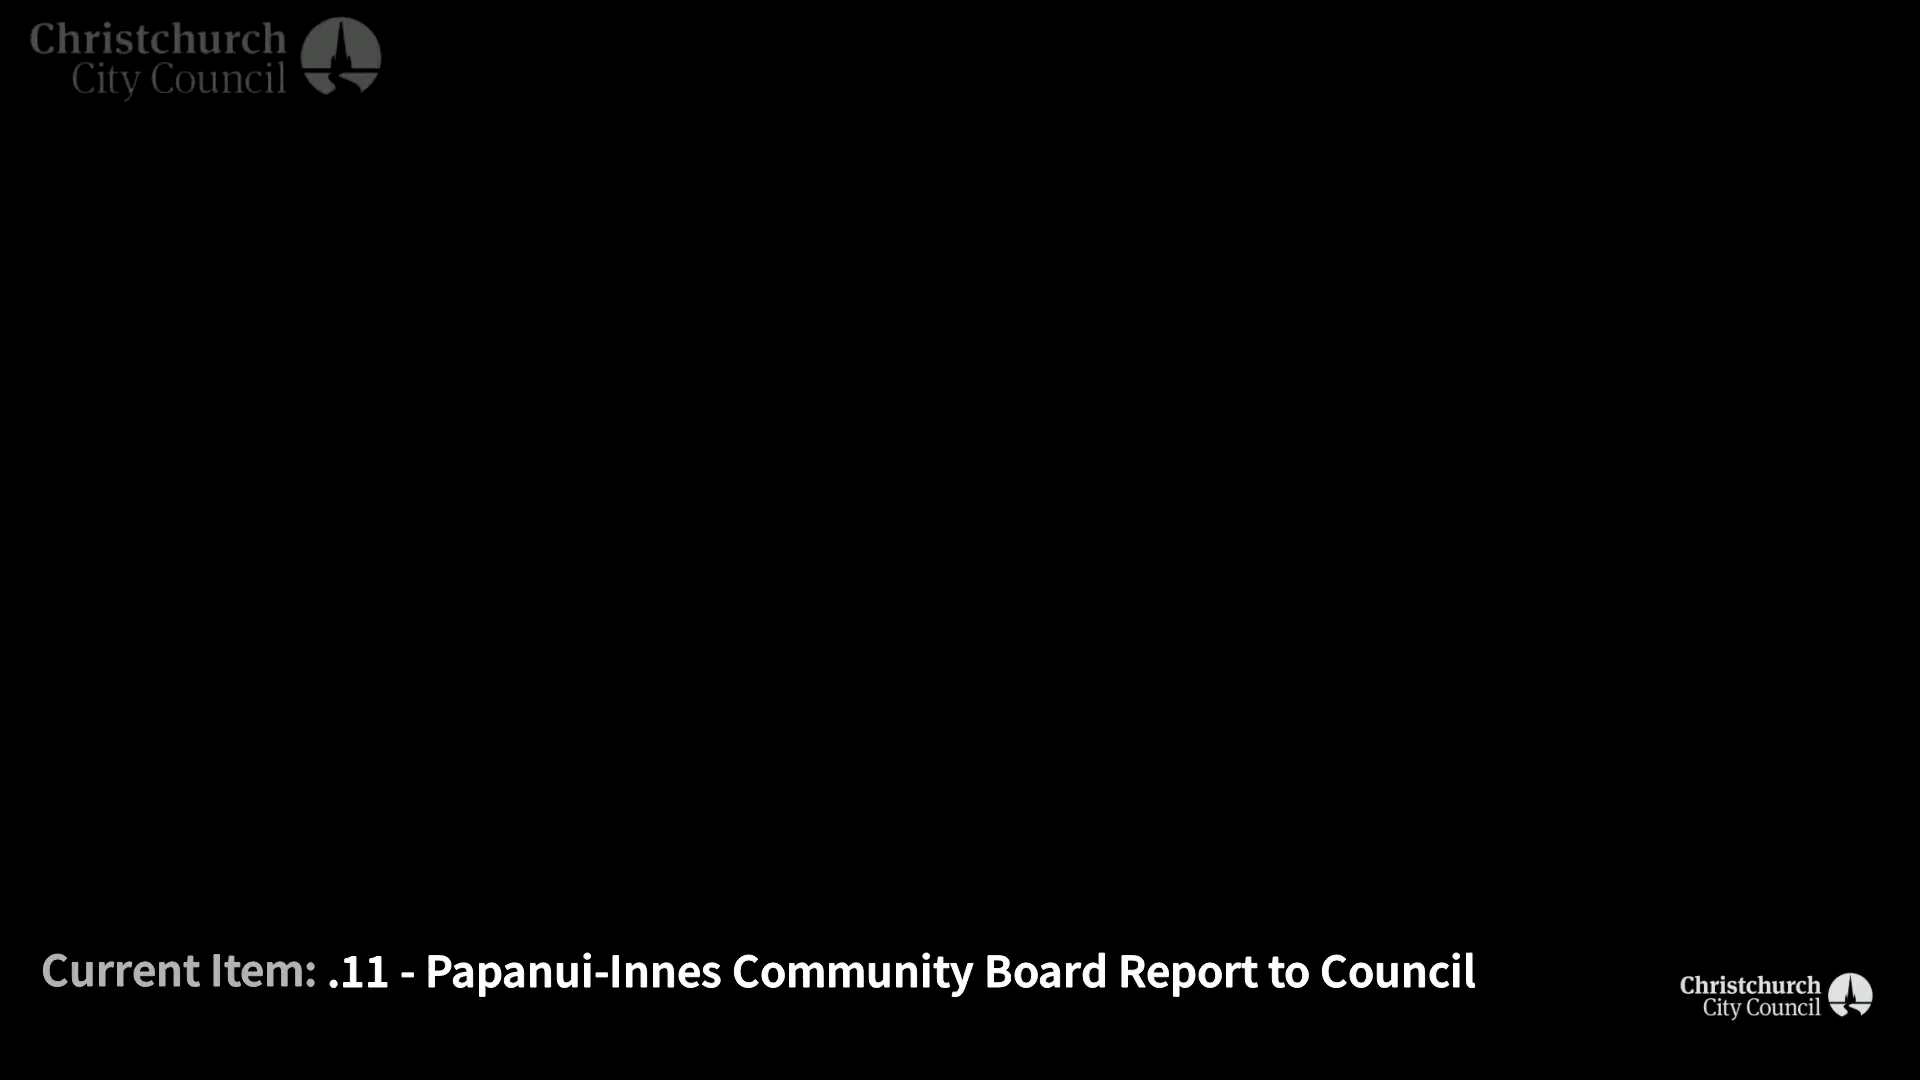 Christchurch
City Council
Current Item: .11 - Papanui-Innes Community Board Report to Council
Christchurch
City Council